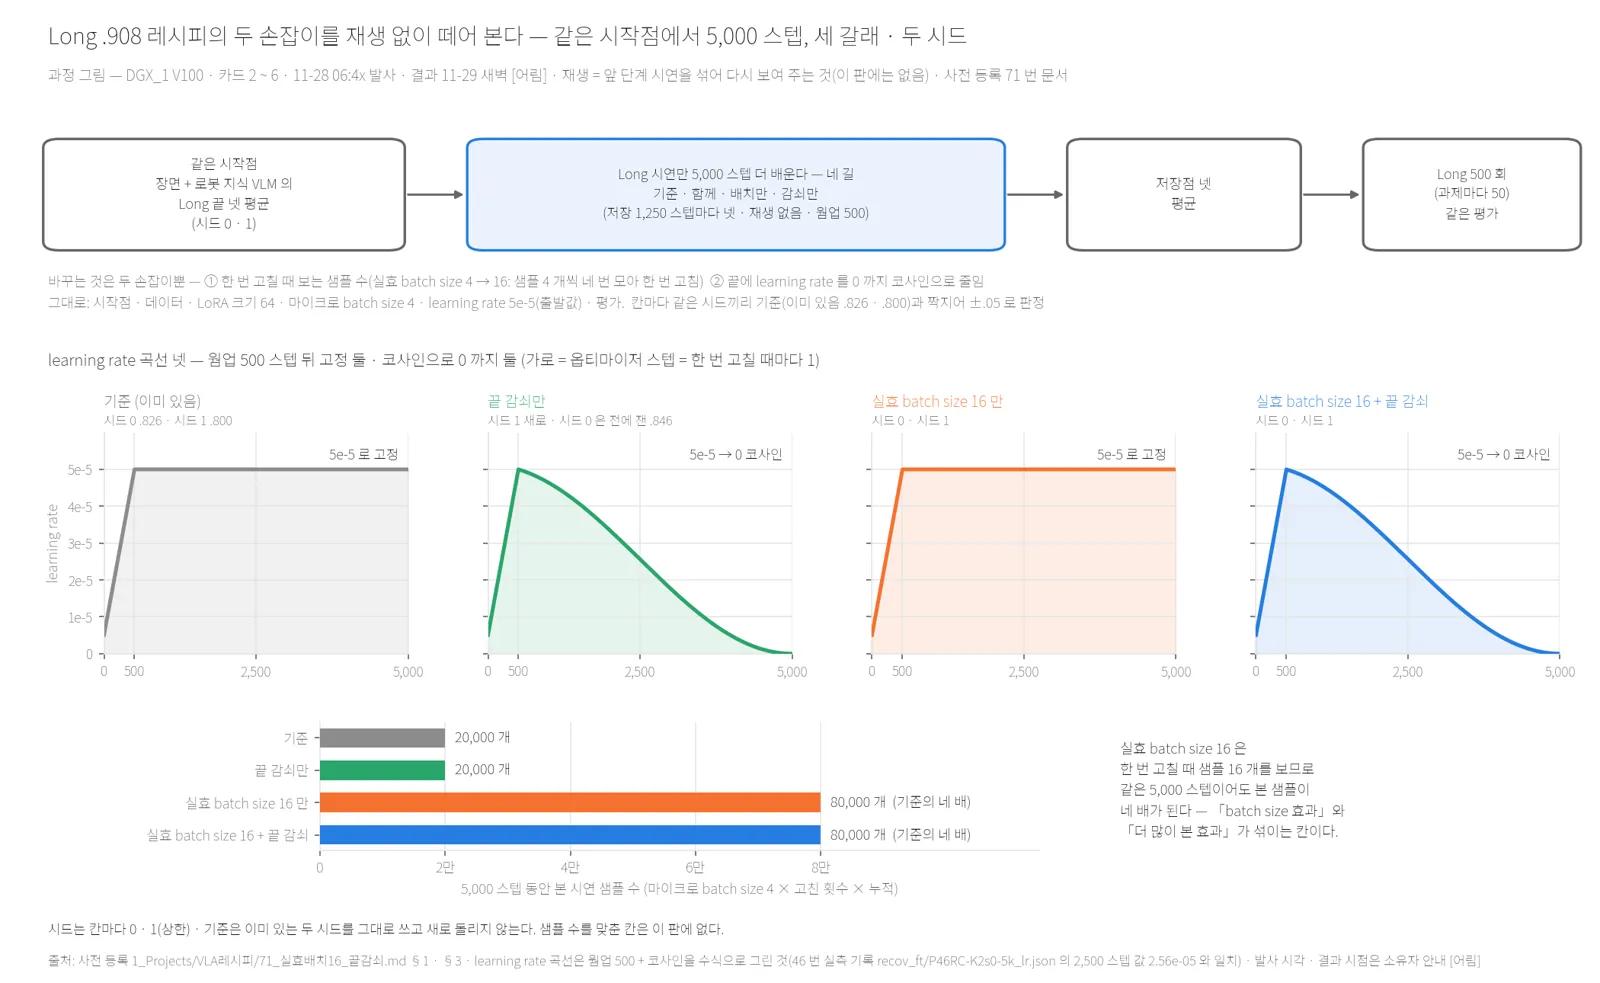 Long .908 레시피의 두 손잡이를 재생 없이 떼어 본다 — 같은 시작점에서 5,000 스텝, 세 갈래 · 두 시드
과정 그림 — DGX_1 V100 · 카드 2 ~ 6 · 11-28 06:4x 발사 · 결과 11-29 새벽 [어림] · 재생 = 앞 단계 시연을 섞어 다시 보여 주는 것(이 판에는 없음) · 사전 등록 71 번 문서
같은 시작점
장면 + 로봇 지식 VLM 의
Long 끝 넷 평균
(시드 0 · 1)
Long 시연만 5,000 스텝 더 배운다 — 네 길
기준 · 함께 · 배치만 · 감쇠만
(저장 1,250 스텝마다 넷 · 재생 없음 · 웜업 500)
저장점 넷
평균
Long 500 회
(과제마다 50)
같은 평가
바꾸는 것은 두 손잡이뿐 — ① 한 번 고칠 때 보는 샘플 수(실효 batch size 4 → 16: 샘플 4 개씩 네 번 모아 한 번 고침) ② 끝에 learning rate 를 0 까지 코사인으로 줄임
그대로: 시작점 · 데이터 · LoRA 크기 64 · 마이크로 batch size 4 · learning rate 5e-5(출발값) · 평가. 칸마다 같은 시드끼리 기준(이미 있음 .826 · .800)과 짝지어 ±.05 로 판정
learning rate 곡선 넷 — 웜업 500 스텝 뒤 고정 둘 · 코사인으로 0 까지 둘 (가로 = 옵티마이저 스텝 = 한 번 고칠 때마다 1)
기준 (이미 있음)
시드 0 .826 · 시드 1 .800
5e-5 로 고정
learning rate
5e-5
4e-5
3e-5
2e-5
1e-5
0
0 500 2,500 5,000
끝 감쇠만
시드 1 새로 · 시드 0 은 전에 잰 .846
5e-5 → 0 코사인
0 500 2,500 5,000
실효 batch size 16 만
시드 0 · 시드 1
5e-5 로 고정
0 500 2,500 5,000
실효 batch size 16 + 끝 감쇠
시드 0 · 시드 1
5e-5 → 0 코사인
0 500 2,500 5,000
기준 20,000 개
끝 감쇠만 20,000 개
실효 batch size 16 만 80,000 개 (기준의 네 배)
실효 batch size 16 + 끝 감쇠 80,000 개 (기준의 네 배)
0 2만 4만 6만 8만
5,000 스텝 동안 본 시연 샘플 수 (마이크로 batch size 4 × 고친 횟수 × 누적)
실효 batch size 16 은
한 번 고칠 때 샘플 16 개를 보므로
같은 5,000 스텝이어도 본 샘플이
네 배가 된다 — 「batch size 효과」와
「더 많이 본 효과」가 섞이는 칸이다.
시드는 칸마다 0 · 1(상한) · 기준은 이미 있는 두 시드를 그대로 쓰고 새로 돌리지 않는다. 샘플 수를 맞춘 칸은 이 판에 없다.
출처: 사전 등록 1_Projects/VLA레시피/71_실효배치16_끝감쇠.md §1 · §3 · learning rate 곡선은 웜업 500 + 코사인을 수식으로 그린 것(46 번 실측 기록 recov_ft/P46RC-K2s0-5k_lr.json 의 2,500 스텝 값 2.56e-05 와 일치) · 발사 시각 · 결과 시점은 소유자 안내 [어림]